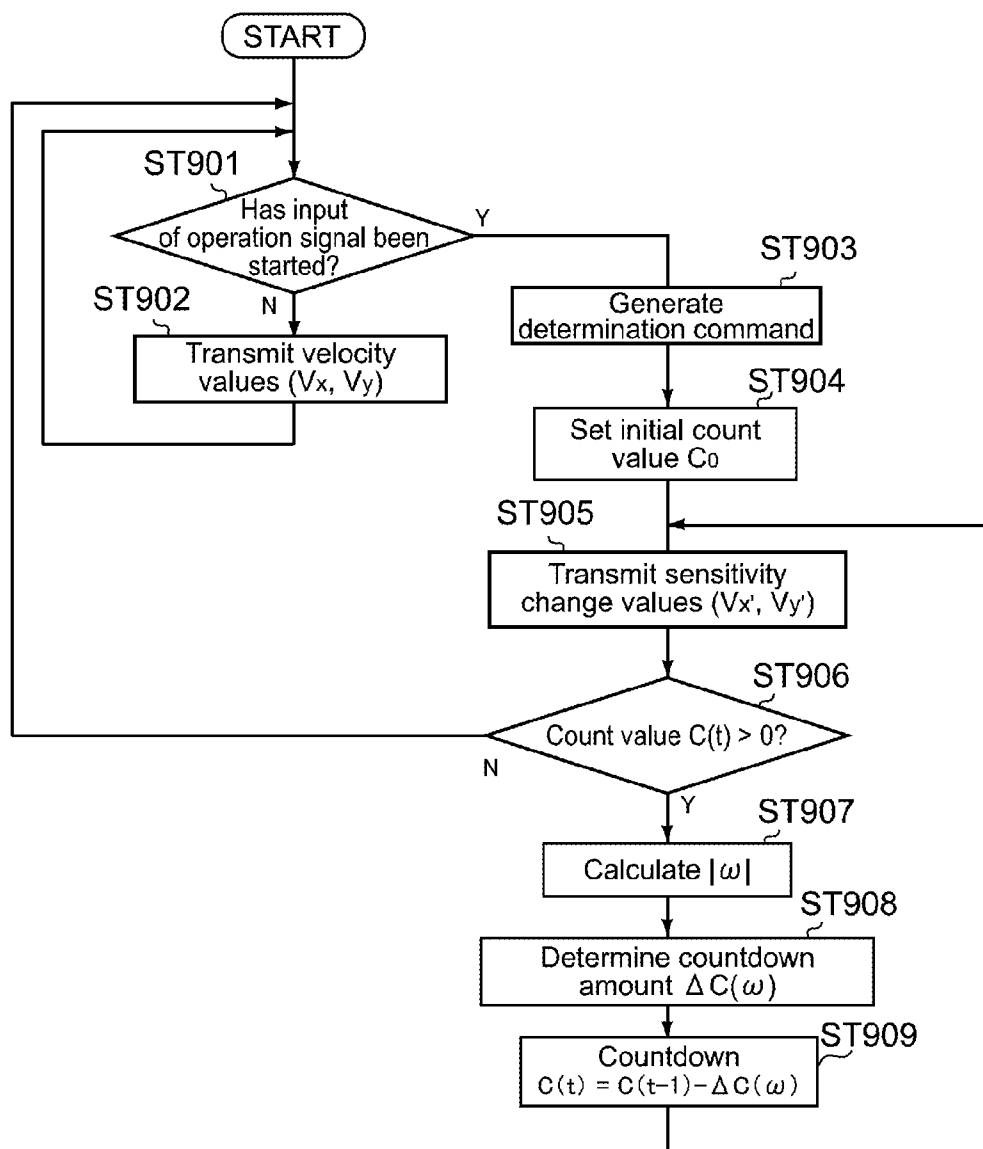 START
ST901
Has input
of operation signal been
started?
Y
N
ST902
Transmit velocity
values (Vx, Vy)
ST903
Generate
determination command
ST904
Set initial count
value C0
ST905
Transmit sensitivity
change values (Vx', Vy')
ST906
Count value C(t) > 0?
N
Y
ST907
Calculate |ω|
ST908
Determine countdown
amount Δ C(ω)
ST909
Countdown
C(t) = C(t-1)-Δ C(ω)